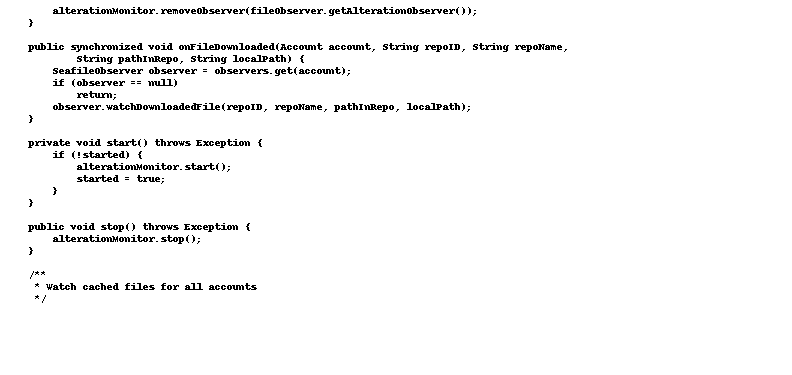 alterationMonitor.removeObserver(fileObserver.getAlterationObserver());
}
public synchronized void onFileDownloaded(Account account, String repoID, String repoName,
String pathInRepo, String localPath) {
SeafileObserver observer = observers.get(account);
if (observer == null)
return;
observer.watchDownloadedFile(repoID, repoName, pathInRepo, localPath);
}
private void start() throws Exception {
if (!started) {
alterationMonitor.start();
started = true;
}
}
public void stop() throws Exception {
alterationMonitor.stop();
}
/**
* Watch cached files for all accounts
*/